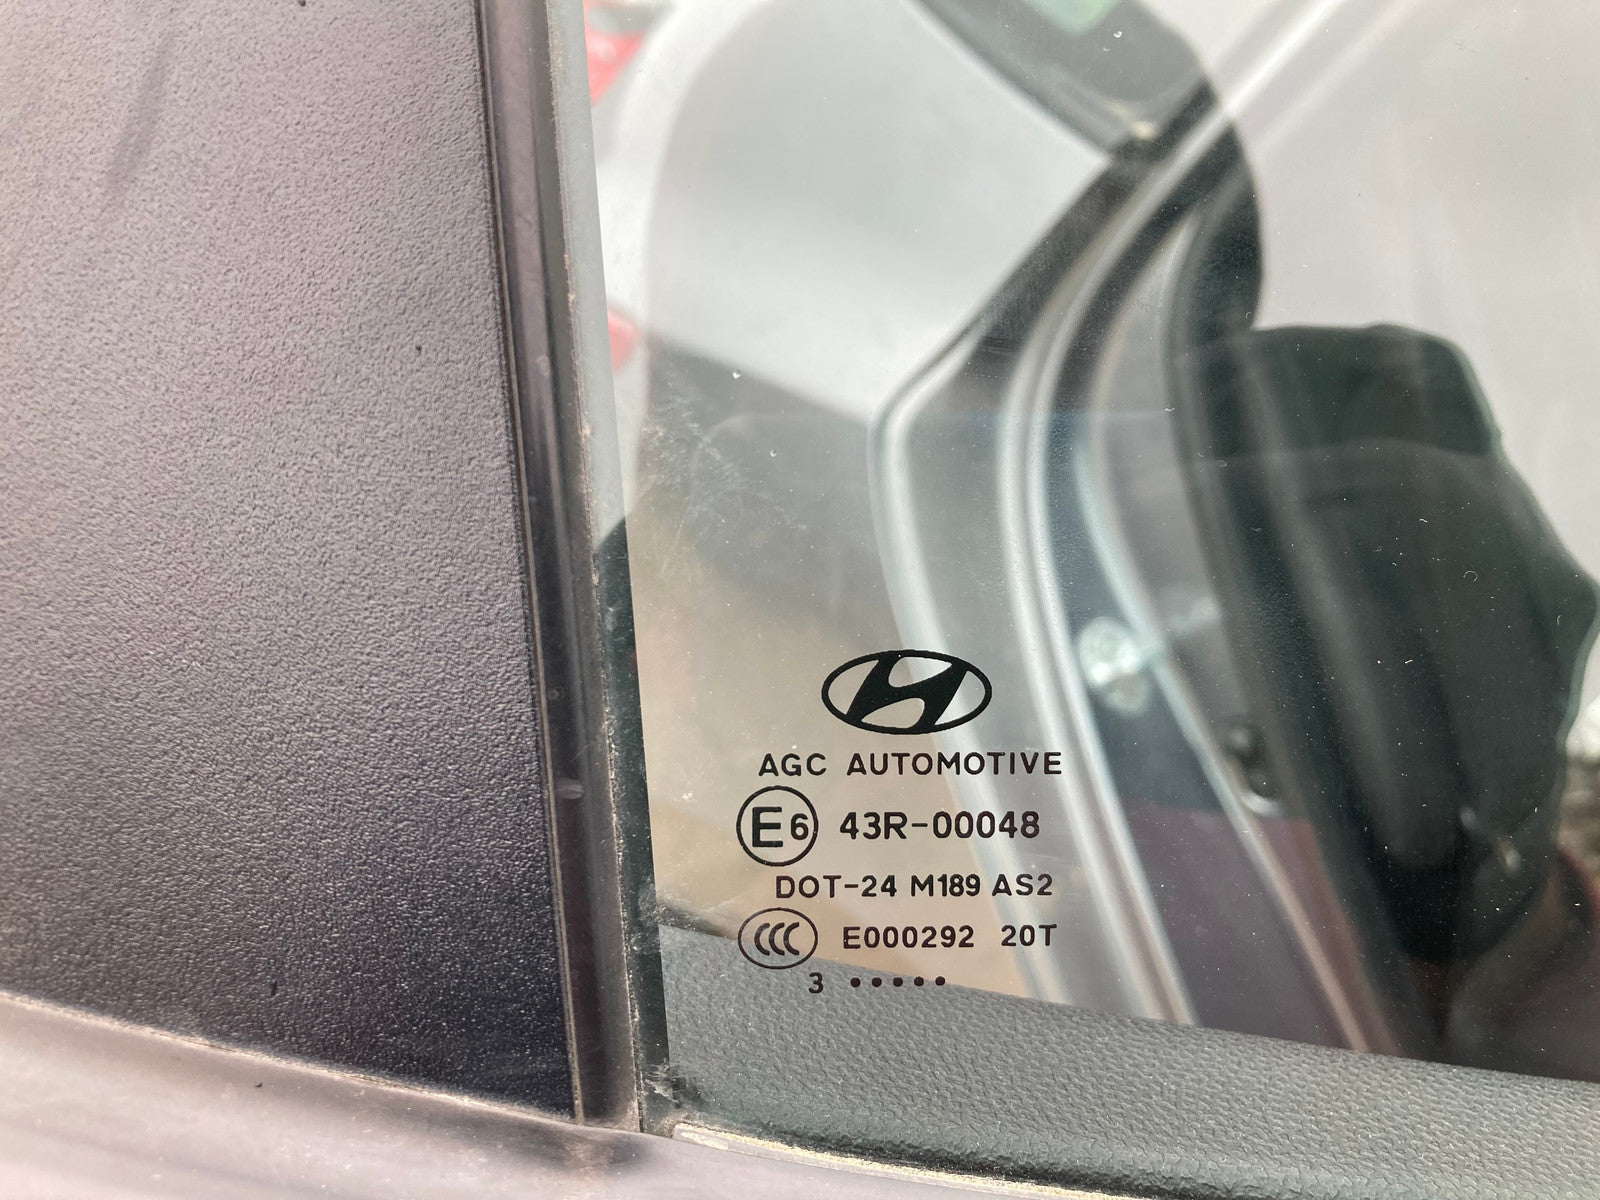 AGC AUTOMOTIVE
E6 43R-00048
DOT-24 M189 AS2
CCC E000292 20T
3 •••••